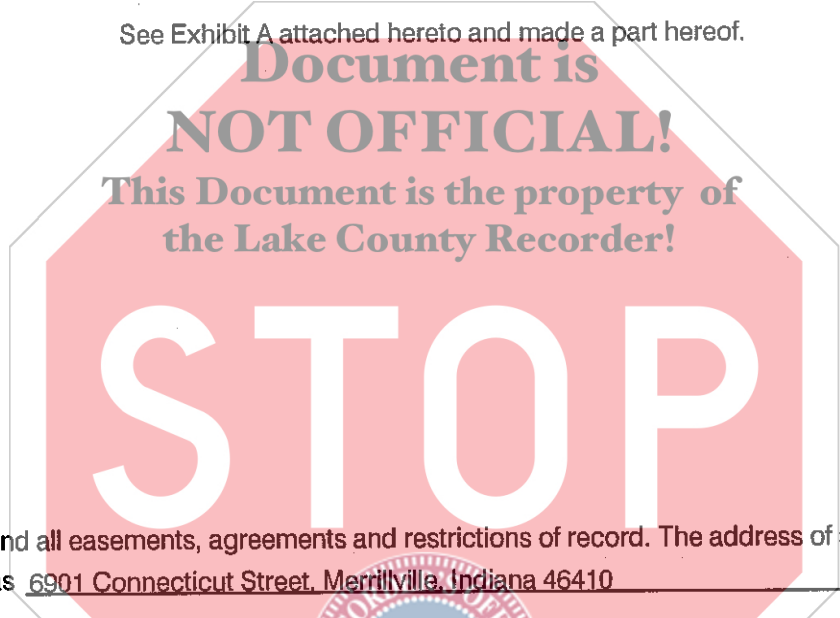 See Exhibit A attached hereto and made a part hereof.
Document is
NOT OFFICIAL!
This Document is the property of
the Lake County Recorder!
STOP
nd all easements, agreements and restrictions of record. The address of
s 6901 Connecticut Street, Merrillville, Indiana 46410